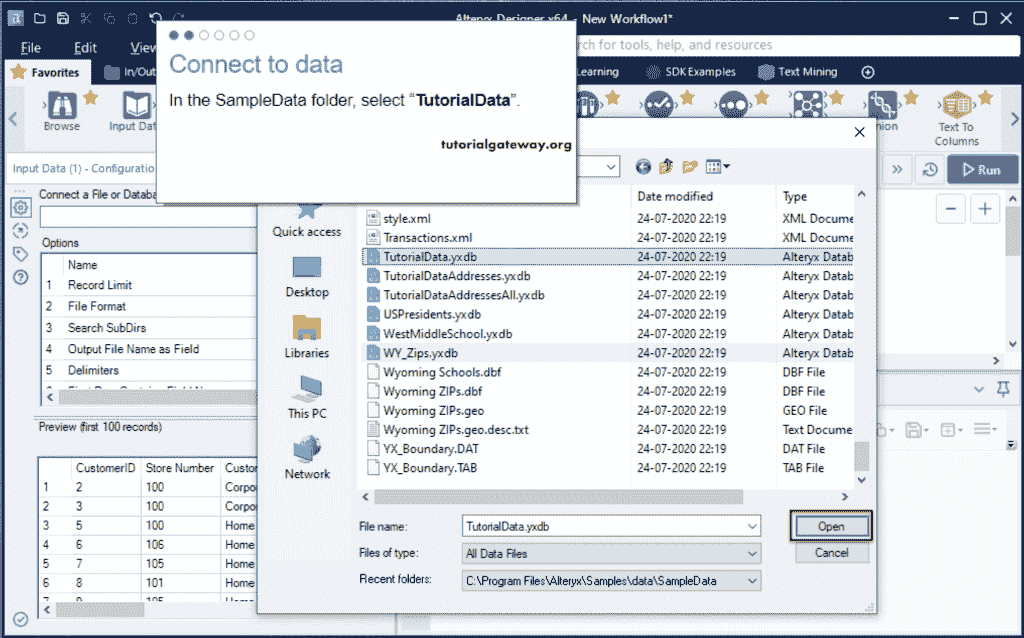 Alteryx Designer x64 - New Workflow1*
File Edit View
rch for tools, help, and resources
Favorites In/Out Learning SDK Examples Text Mining
Connect to data
In the SampleData folder, select “TutorialData”.
tutorialgateway.org
Browse Input Dat nion Text To
Columns
Input Data (1) - Configuratio
Run
Connect a File or Databa
Options
Name
1 Record Limit
2 File Format
3 Search SubDirs
4 Output File Name as Field
5 Delimiters
Preview (first 100 records)
CustomerID Store Number Custo
1 2 100 Corpo
2 3 100 Corpo
3 5 100 Home
4 6 106 Home
5 7 105 Home
6 8 101 Home
7 9 105 Home
Quick access
Desktop
Libraries
This PC
Network
Date modified Type
style.xml 24-07-2020 22:19 XML Docume
Transactions.xml 24-07-2020 22:19 XML Docume
TutorialData.yxdb 24-07-2020 22:19 Alteryx Datab
TutorialDataAddresses.yxdb 24-07-2020 22:19 Alteryx Datab
TutorialDataAddressesAll.yxdb 24-07-2020 22:19 Alteryx Datab
USPresidents.yxdb 24-07-2020 22:19 Alteryx Datab
WestMiddleSchool.yxdb 24-07-2020 22:19 Alteryx Datab
WY_Zips.yxdb 24-07-2020 22:19 Alteryx Datab
Wyoming Schools.dbf 24-07-2020 22:19 DBF File
Wyoming ZIPs.dbf 24-07-2020 22:19 DBF File
Wyoming ZIPs.geo 24-07-2020 22:19 GEO File
Wyoming ZIPs.geo.desc.txt 24-07-2020 22:19 Text Docume
YX_Boundary.DAT 24-07-2020 22:19 DAT File
YX_Boundary.TAB 24-07-2020 22:19 TAB File
File name: TutorialData.yxdb Open
Files of type: All Data Files Cancel
Recent folders: C:\Program Files\Alteryx\Samples\data\SampleData